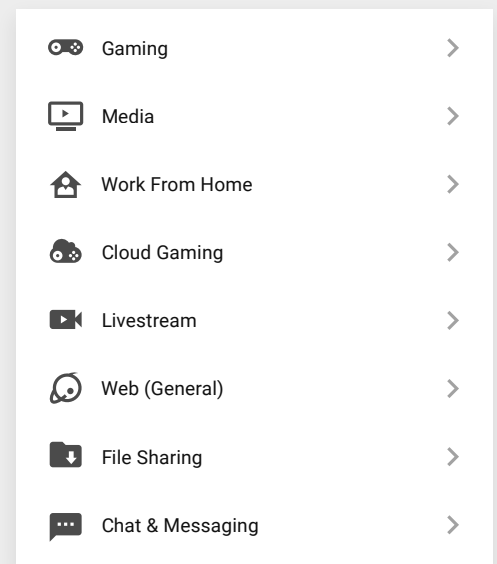 Gaming
Media
Work From Home
Cloud Gaming
Livestream
Web (General)
File Sharing
Chat & Messaging